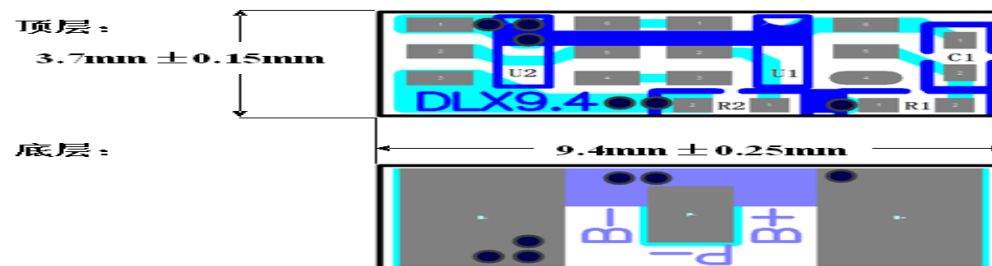 顶层:
3.7mm ±0.15mm
U2
U1
C1
DLX9.4
R2
R1
底层:
9.4mm ±0.25mm
B-
P-
B+